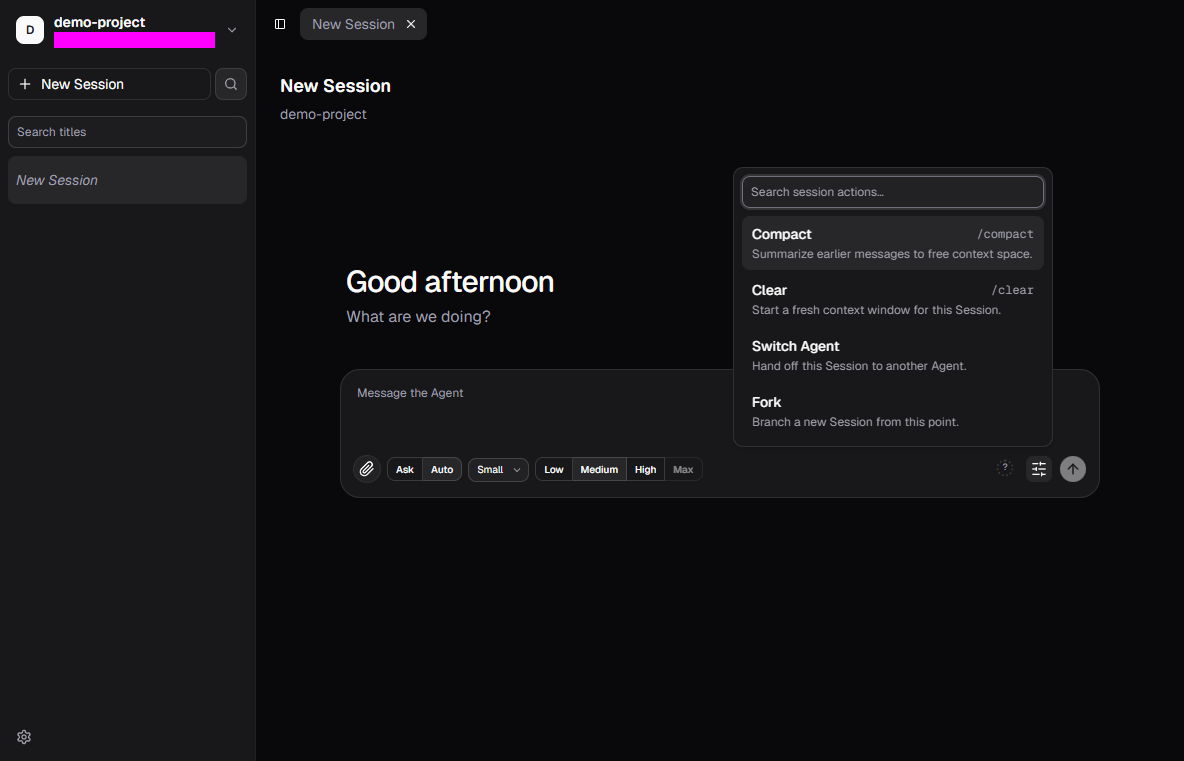 D
demo-project
New Session
Search titles
New Session
New Session
New Session
demo-project
Good afternoon
What are we doing?
Search session actions…
Compact /compact
Summarize earlier messages to free context space.
Clear /clear
Start a fresh context window for this Session.
Switch Agent
Hand off this Session to another Agent.
Fork
Branch a new Session from this point.
Message the Agent
Ask Auto Small Low Medium High Max ?